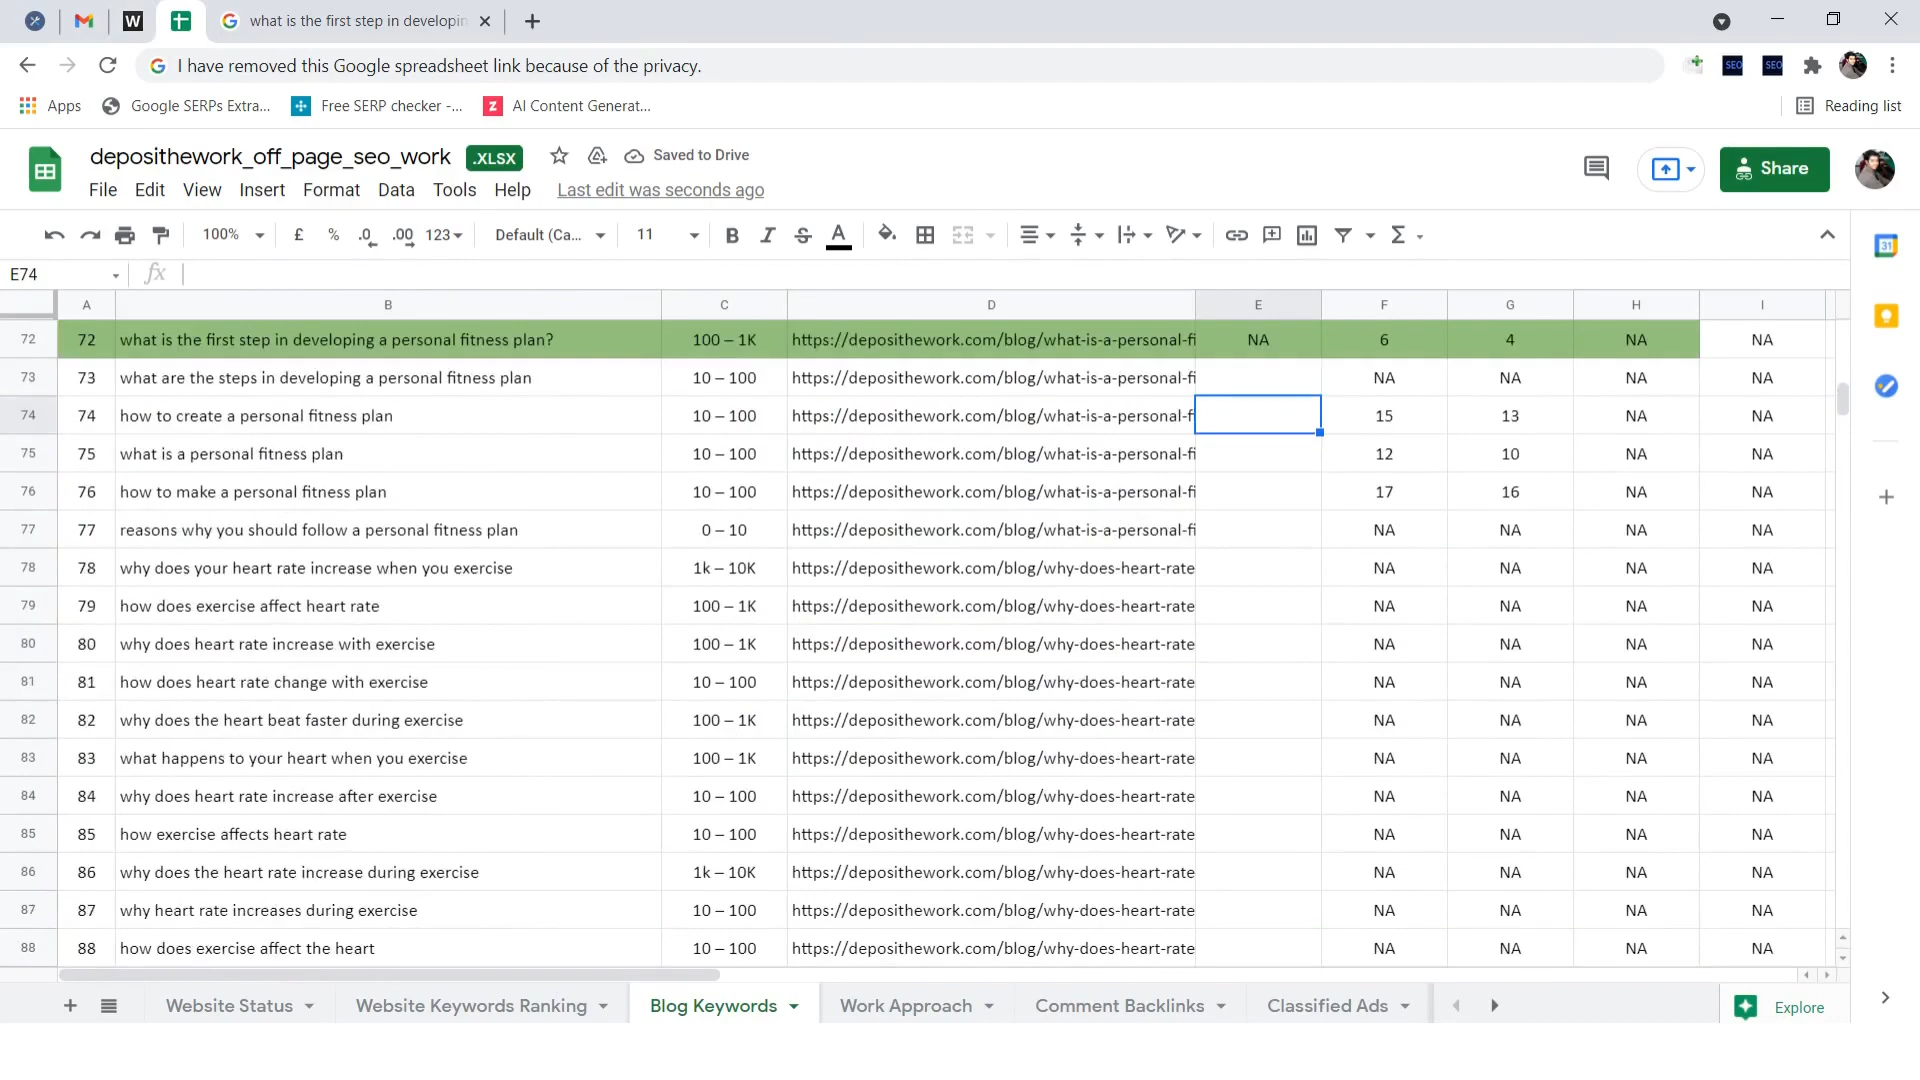 what is the first step in developin
I have removed this Google spreadsheet link because of the privacy.
SEO SEO
Apps Google SERPs Extra... Free SERP checker -... AI Content Generat... Reading list
deposithework_off_page_seo_work .XLSX Saved to Drive
File Edit View Insert Format Data Tools Help Last edit was seconds ago
Share
100% £ % .0 .00 123 Default (Ca... 11 B I S A Σ
31
E74 fx
A B C D E F G H I
72 72 what is the first step in developing a personal fitness plan? 100 – 1K https://deposithework.com/blog/what-is-a-personal-fi NA 6 4 NA NA
73 73 what are the steps in developing a personal fitness plan 10 – 100 https://deposithework.com/blog/what-is-a-personal-fi NA NA NA NA
74 74 how to create a personal fitness plan 10 – 100 https://deposithework.com/blog/what-is-a-personal-fi 15 13 NA NA
75 75 what is a personal fitness plan 10 – 100 https://deposithework.com/blog/what-is-a-personal-fi 12 10 NA NA
76 76 how to make a personal fitness plan 10 – 100 https://deposithework.com/blog/what-is-a-personal-fi 17 16 NA NA
77 77 reasons why you should follow a personal fitness plan 0 – 10 https://deposithework.com/blog/what-is-a-personal-fi NA NA NA NA
78 78 why does your heart rate increase when you exercise 1k – 10K https://deposithework.com/blog/why-does-heart-rate NA NA NA NA
79 79 how does exercise affect heart rate 100 – 1K https://deposithework.com/blog/why-does-heart-rate NA NA NA NA
80 80 why does heart rate increase with exercise 100 – 1K https://deposithework.com/blog/why-does-heart-rate NA NA NA NA
81 81 how does heart rate change with exercise 10 – 100 https://deposithework.com/blog/why-does-heart-rate NA NA NA NA
82 82 why does the heart beat faster during exercise 100 – 1K https://deposithework.com/blog/why-does-heart-rate NA NA NA NA
83 83 what happens to your heart when you exercise 100 – 1K https://deposithework.com/blog/why-does-heart-rate NA NA NA NA
84 84 why does heart rate increase after exercise 10 – 100 https://deposithework.com/blog/why-does-heart-rate NA NA NA NA
85 85 how exercise affects heart rate 10 – 100 https://deposithework.com/blog/why-does-heart-rate NA NA NA NA
86 86 why does the heart rate increase during exercise 1k – 10K https://deposithework.com/blog/why-does-heart-rate NA NA NA NA
87 87 why heart rate increases during exercise 10 – 100 https://deposithework.com/blog/why-does-heart-rate NA NA NA NA
88 88 how does exercise affect the heart 10 – 100 https://deposithework.com/blog/why-does-heart-rate NA NA NA NA
Website Status Website Keywords Ranking Blog Keywords Work Approach Comment Backlinks Classified Ads Explore